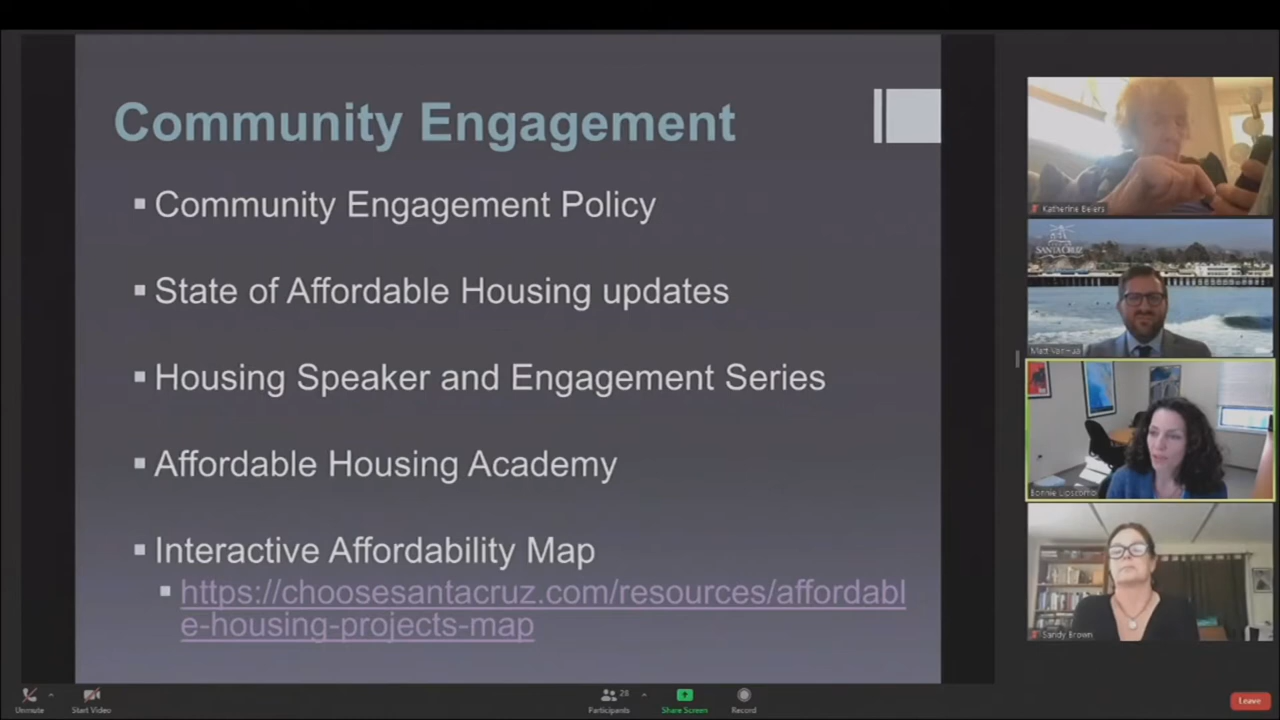 Community Engagement
Community Engagement Policy
State of Affordable Housing updates
Housing Speaker and Engagement Series
Affordable Housing Academy
Interactive Affordability Map
https://choosesantacruz.com/resources/affordabl
e-housing-projects-map
Katherine Beiers
SANTA CRUZ
Bonnie Lipscomb
Sandy Brown
Unmute
Start Video
28
Participants
Share Screen
Record
Leave